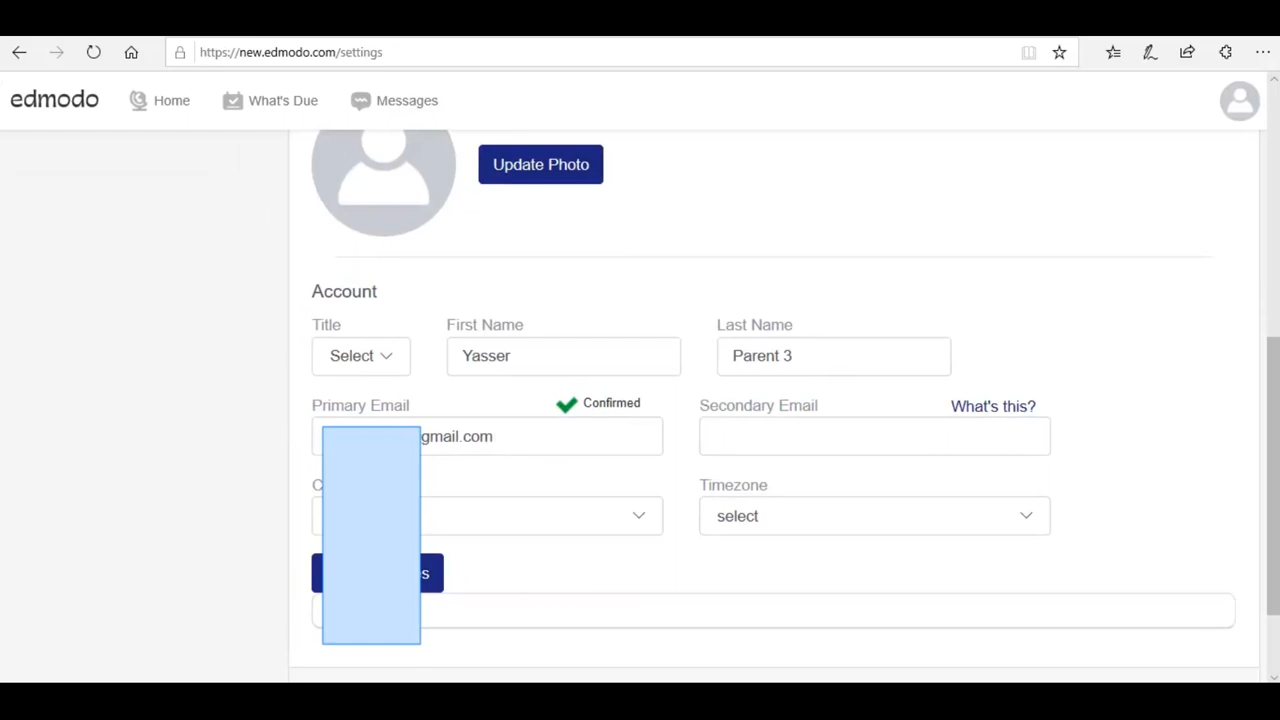 https://new.edmodo.com/settings
edmodo Home What's Due Messages
Update Photo
Account
Title First Name Last Name
Select Yasser Parent 3
Primary Email Confirmed Secondary Email What's this?
gmail.com
Timezone
select